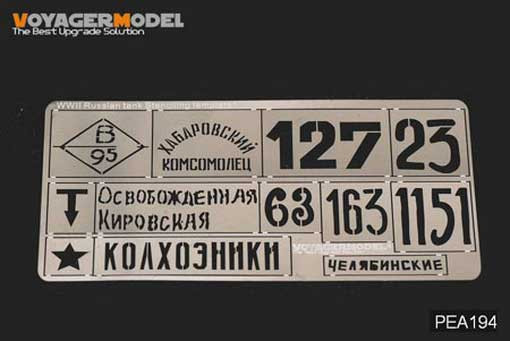 VOYAGERMODEL
The Best Upgrade Solution
WWII Russian tank Stenciling template
В
95
ХАБАРОВСКИЙ
КОМСОМОЛЕЦ
127
23
Т
ОСВОБОЖДЕННАЯ
КИРОВСКАЯ
63
163
1151
КОЛХОЭНИКИ
VOYAGERMODEL
ЧЕЛЯБИНСКИЕ
PEA194